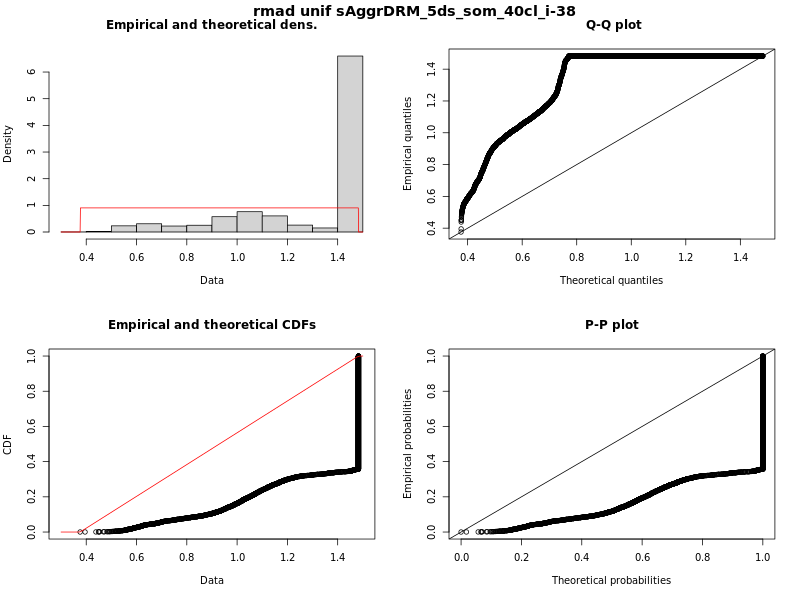 rmad unif sAggrDRM_5ds_som_40cl_i-38
Empirical and theoretical dens.
Density
0 1 2 3 4 5 6
0.4 0.6 0.8 1.0 1.2 1.4
Data
Q-Q plot
Empirical quantiles
0.4 0.6 0.8 1.0 1.2 1.4
0.4 0.6 0.8 1.0 1.2 1.4
Theoretical quantiles
Empirical and theoretical CDFs
CDF
0.0 0.2 0.4 0.6 0.8 1.0
0.4 0.6 0.8 1.0 1.2 1.4
Data
P-P plot
Empirical probabilities
0.0 0.2 0.4 0.6 0.8 1.0
0.0 0.2 0.4 0.6 0.8 1.0
Theoretical probabilities